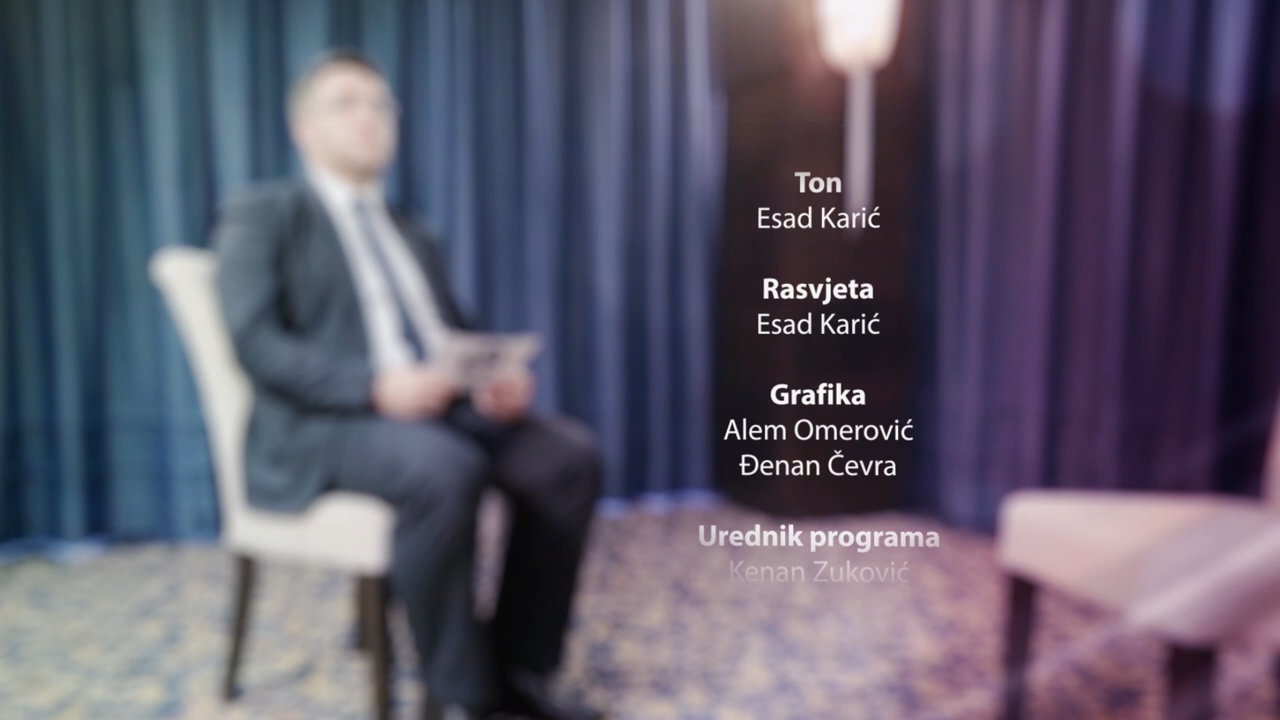 Ton
Esad Karić
Rasvjeta
Esad Karić
Grafika
Alem Omerović
Đenan Čevra
Urednik programa
Kenan Zuković